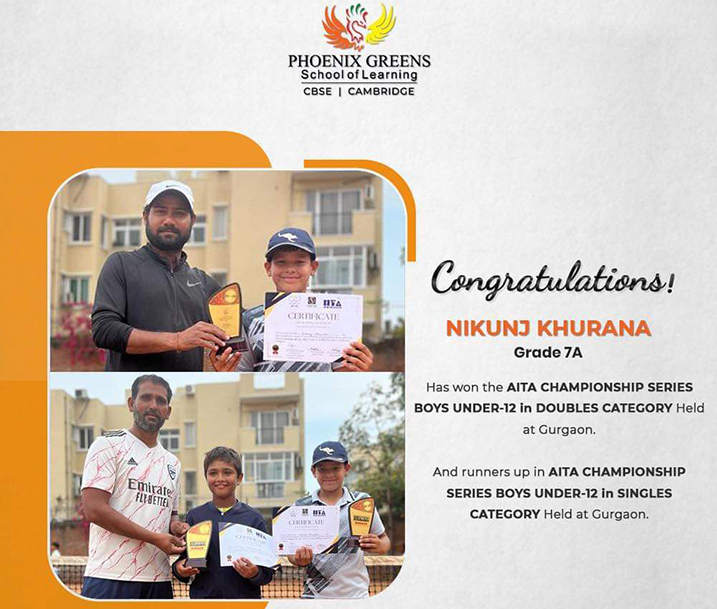 PHOENIX GREENS
School of Learning
CBSE | CAMBRIDGE
Congratulations!
NIKUNJ KHURANA
Grade 7A
Has won the AITA CHAMPIONSHIP SERIES
BOYS UNDER-12 in DOUBLES CATEGORY Held
at Gurgaon.
And runners up in AITA CHAMPIONSHIP
SERIES BOYS UNDER-12 in SINGLES
CATEGORY Held at Gurgaon.
CERTIFICATE
Emirates
FLY BETTER
CERTIFICATE
CERTIFICATE